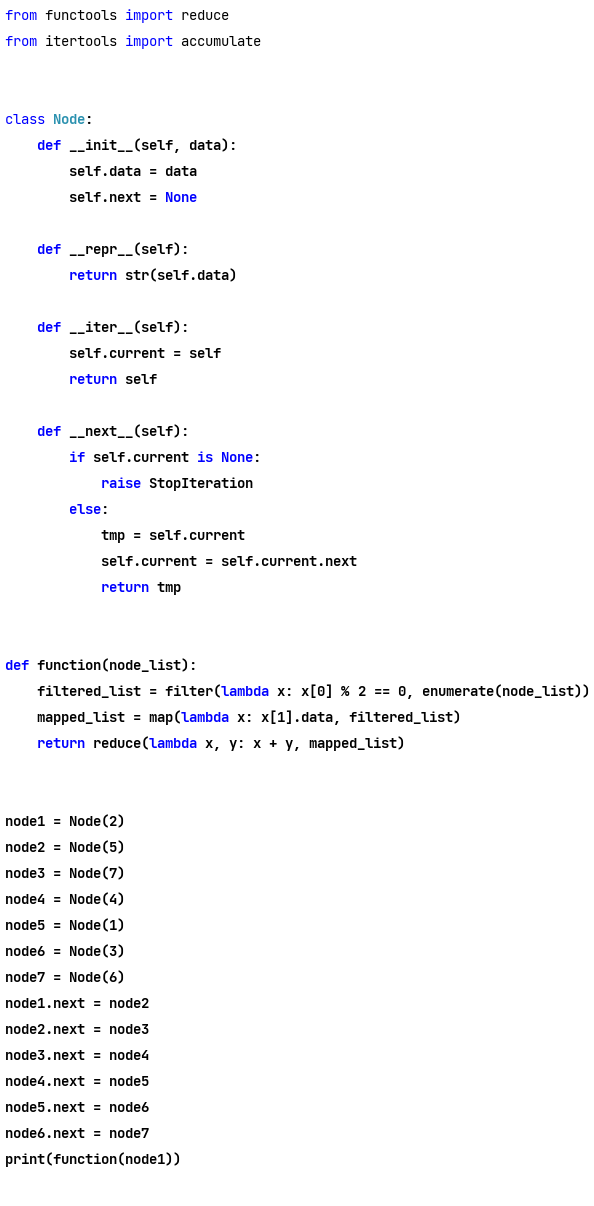 from functools import reduce
from itertools import accumulate
class Node:
    def __init__(self, data):
        self.data = data
        self.next = None
    def __repr__(self):
        return str(self.data)
    def __iter__(self):
        self.current = self
        return self
    def __next__(self):
        if self.current is None:
            raise StopIteration
        else:
            tmp = self.current
            self.current = self.current.next
            return tmp
def function(node_list):
    filtered_list = filter(lambda x: x[0] % 2 == 0, enumerate(node_list))
    mapped_list = map(lambda x: x[1].data, filtered_list)
    return reduce(lambda x, y: x + y, mapped_list)
node1 = Node(2)
node2 = Node(5)
node3 = Node(7)
node4 = Node(4)
node5 = Node(1)
node6 = Node(3)
node7 = Node(6)
node1.next = node2
node2.next = node3
node3.next = node4
node4.next = node5
node5.next = node6
node6.next = node7
print(function(node1))